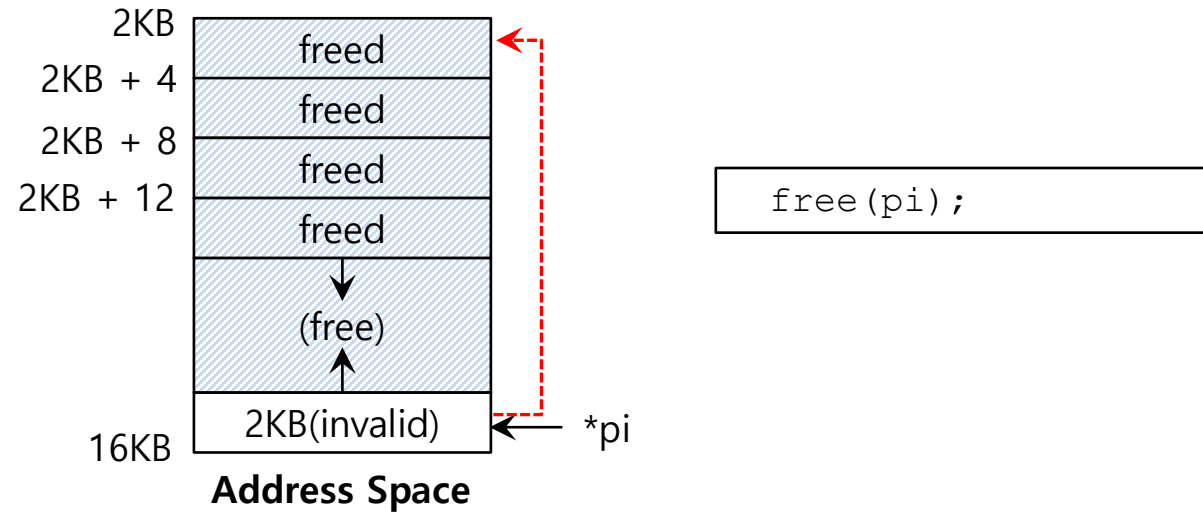 2KB
freed
2KB + 4
freed
2KB + 8
freed
2KB + 12
freed
(free)
2KB(invalid)
*pi
16KB
Address Space
free(pi);